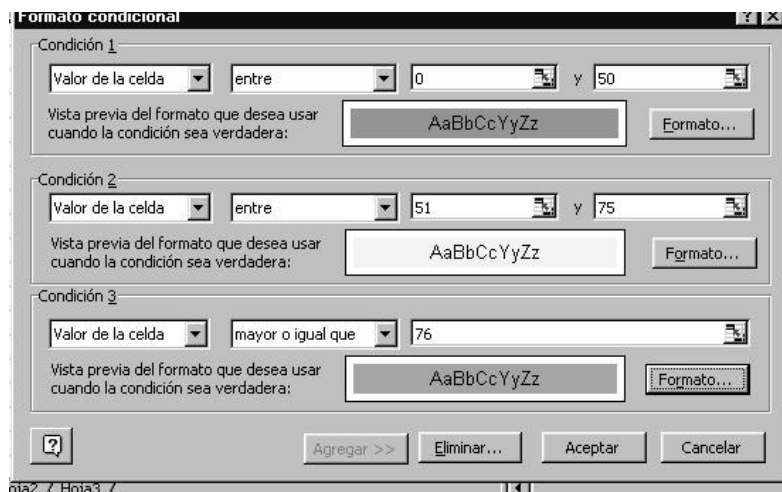 Formato condicional
Condición 1
Valor de la celda entre 0 y 50
Vista previa del formato que desea usar
cuando la condición sea verdadera:
AaBbCcYyZz
Formato...
Condición 2
Valor de la celda entre 51 y 75
Vista previa del formato que desea usar
cuando la condición sea verdadera:
AaBbCcYyZz
Formato...
Condición 3
Valor de la celda mayor o igual que 76
Vista previa del formato que desea usar
cuando la condición sea verdadera:
AaBbCcYyZz
Formato...
Agregar >> Eliminar... Aceptar Cancelar
oja2 / Hoja3 /